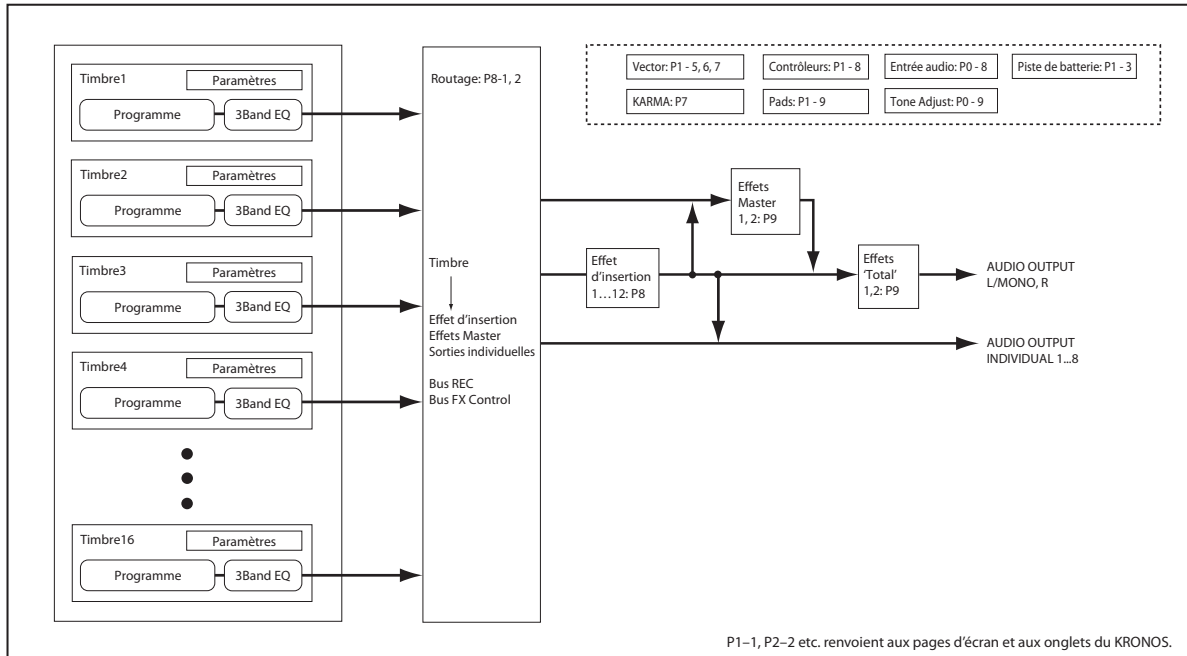 Timbre1
Paramètres
Programme
3Band EQ
Timbre2
Paramètres
Programme
3Band EQ
Timbre3
Paramètres
Programme
3Band EQ
Timbre4
Paramètres
Programme
3Band EQ
Timbre16
Paramètres
Programme
3Band EQ
Routage: P8-1, 2
Timbre
Effet d’insertion
Effets Master
Sorties individuelles
Bus REC
Bus FX Control
Vector: P1 - 5, 6, 7
Contrôleurs: P1 - 8
Entrée audio: P0 - 8
Piste de batterie: P1 - 3
KARMA: P7
Pads: P1 - 9
Tone Adjust: P0 - 9
Effets
Master
1, 2: P9
Effet
d’insertion
1…12: P8
Effets
‘Total’
1,2: P9
AUDIO OUTPUT
L/MONO, R
AUDIO OUTPUT
INDIVIDUAL 1...8
P1–1, P2–2 etc. renvoient aux pages d’écran et aux onglets du KRONOS.